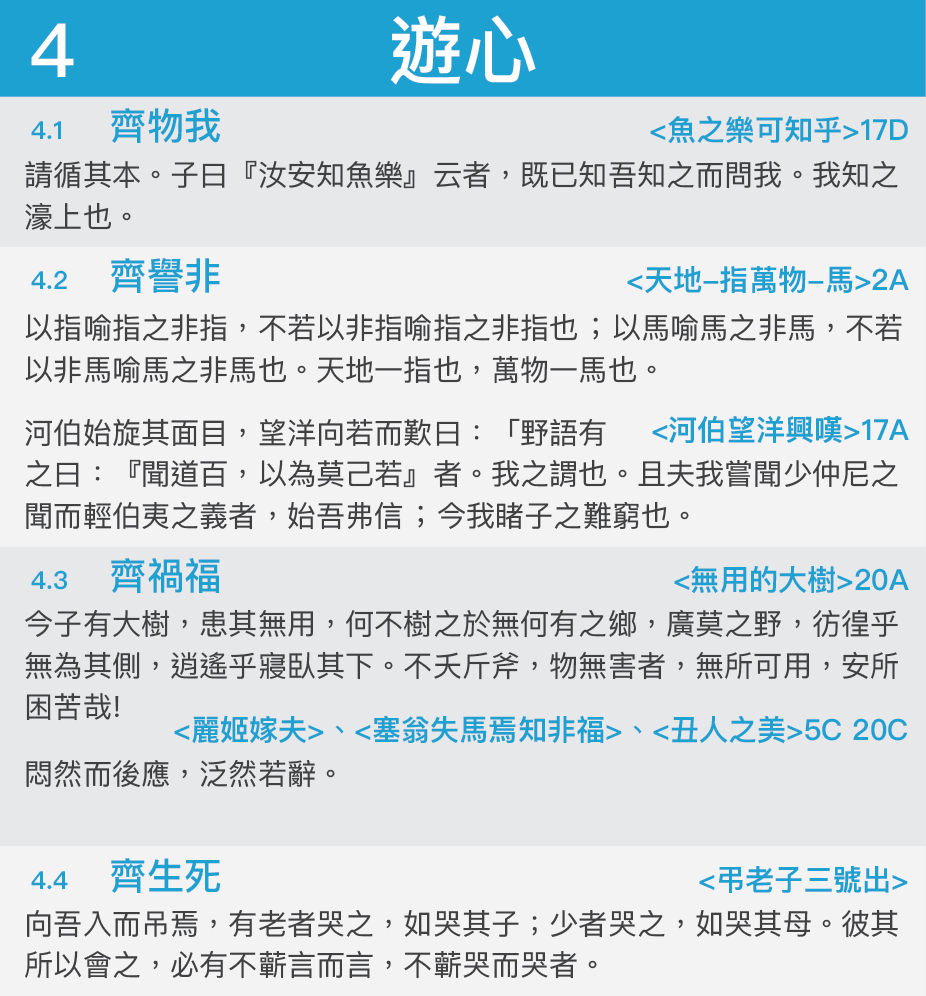 4 遊心
4.1 齊物我 <魚之樂可知乎>17D
請循其本。子曰『汝安知魚樂』云者，既已知吾知之而問我。我知之
濠上也。
4.2 齊譽非 <天地–指萬物–馬>2A
以指喻指之非指，不若以非指喻指之非指也；以馬喻馬之非馬，不若
以非馬喻馬之非馬也。天地一指也，萬物一馬也。
河伯始旋其面目，望洋向若而歎曰：「野語有 <河伯望洋興嘆>17A
之曰：『聞道百，以為莫己若』者。我之謂也。且夫我嘗聞少仲尼之
聞而輕伯夷之義者，始吾弗信；今我睹子之難窮也。
4.3 齊禍福 <無用的大樹>20A
今子有大樹，患其無用，何不樹之於無何有之鄉，廣莫之野，彷徨乎
無為其側，逍遙乎寢臥其下。不夭斤斧，物無害者，無所可用，安所
困苦哉!
<麗姬嫁夫>、<塞翁失馬焉知非福>、<丑人之美>5C 20C
悶然而後應，泛然若辭。
4.4 齊生死 <弔老子三號出>
向吾入而吊焉，有老者哭之，如哭其子；少者哭之，如哭其母。彼其
所以會之，必有不蘄言而言，不蘄哭而哭者。